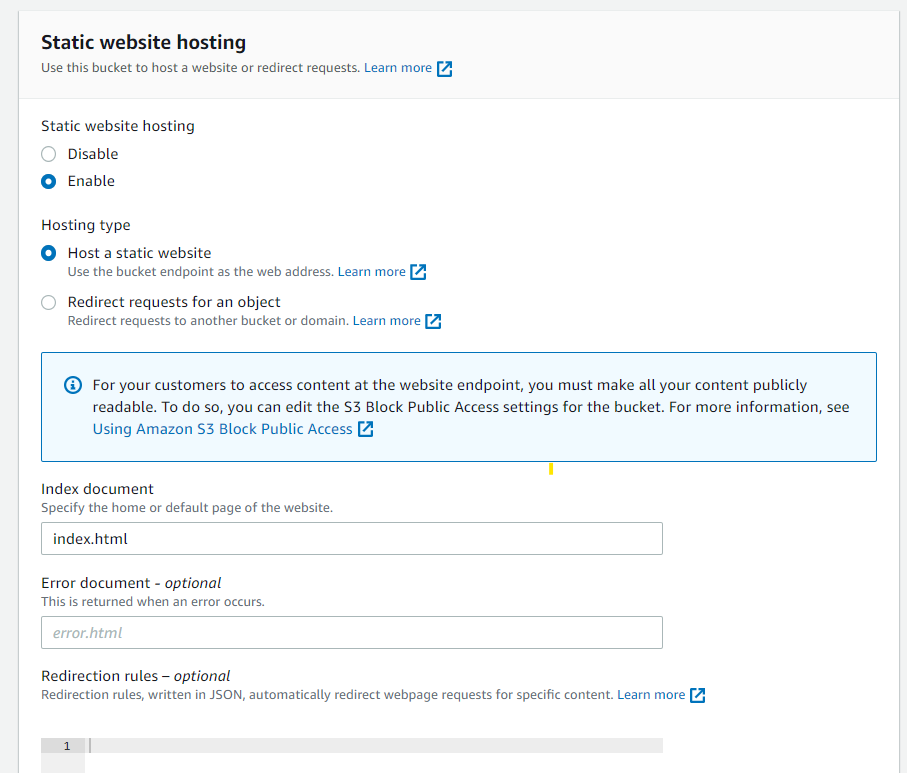 Static website hosting
Use this bucket to host a website or redirect requests. Learn more
Static website hosting
Disable
Enable
Hosting type
Host a static website
Use the bucket endpoint as the web address. Learn more
Redirect requests for an object
Redirect requests to another bucket or domain. Learn more
For your customers to access content at the website endpoint, you must make all your content publicly
readable. To do so, you can edit the S3 Block Public Access settings for the bucket. For more information, see
Using Amazon S3 Block Public Access
Index document
Specify the home or default page of the website.
index.html
Error document - optional
This is returned when an error occurs.
error.html
Redirection rules – optional
Redirection rules, written in JSON, automatically redirect webpage requests for specific content. Learn more
1